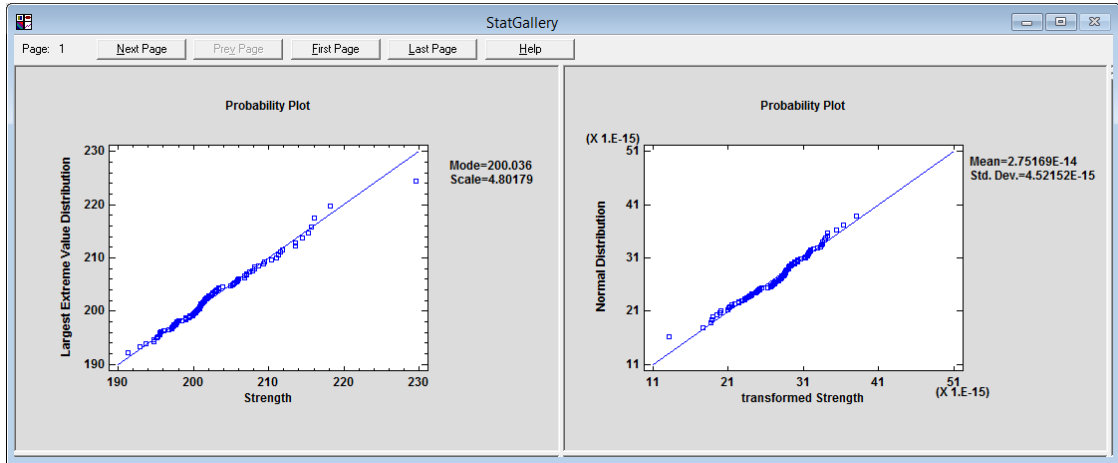 StatGallery
Page: 1 Next Page Prev Page First Page Last Page Help
Probability Plot
Largest Extreme Value Distribution
230
220
210
200
190
190 200 210 220 230
Strength
Mode=200.036
Scale=4.80179
Probability Plot
(X 1.E-15)
Normal Distribution
51
41
31
21
11
11 21 31 41 51
(X 1.E-15)
transformed Strength
Mean=2.75169E-14
Std. Dev.=4.52152E-15